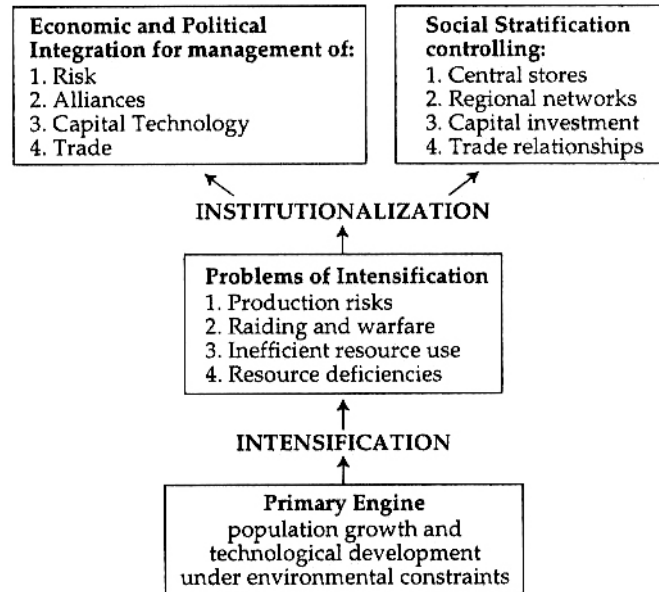 Economic and Political
Integration for management of:
1. Risk
2. Alliances
3. Capital Technology
4. Trade
Social Stratification
controlling:
1. Central stores
2. Regional networks
3. Capital investment
4. Trade relationships
INSTITUTIONALIZATION
Problems of Intensification
1. Production risks
2. Raiding and warfare
3. Inefficient resource use
4. Resource deficiencies
INTENSIFICATION
Primary Engine
population growth and
technological development
under environmental constraints